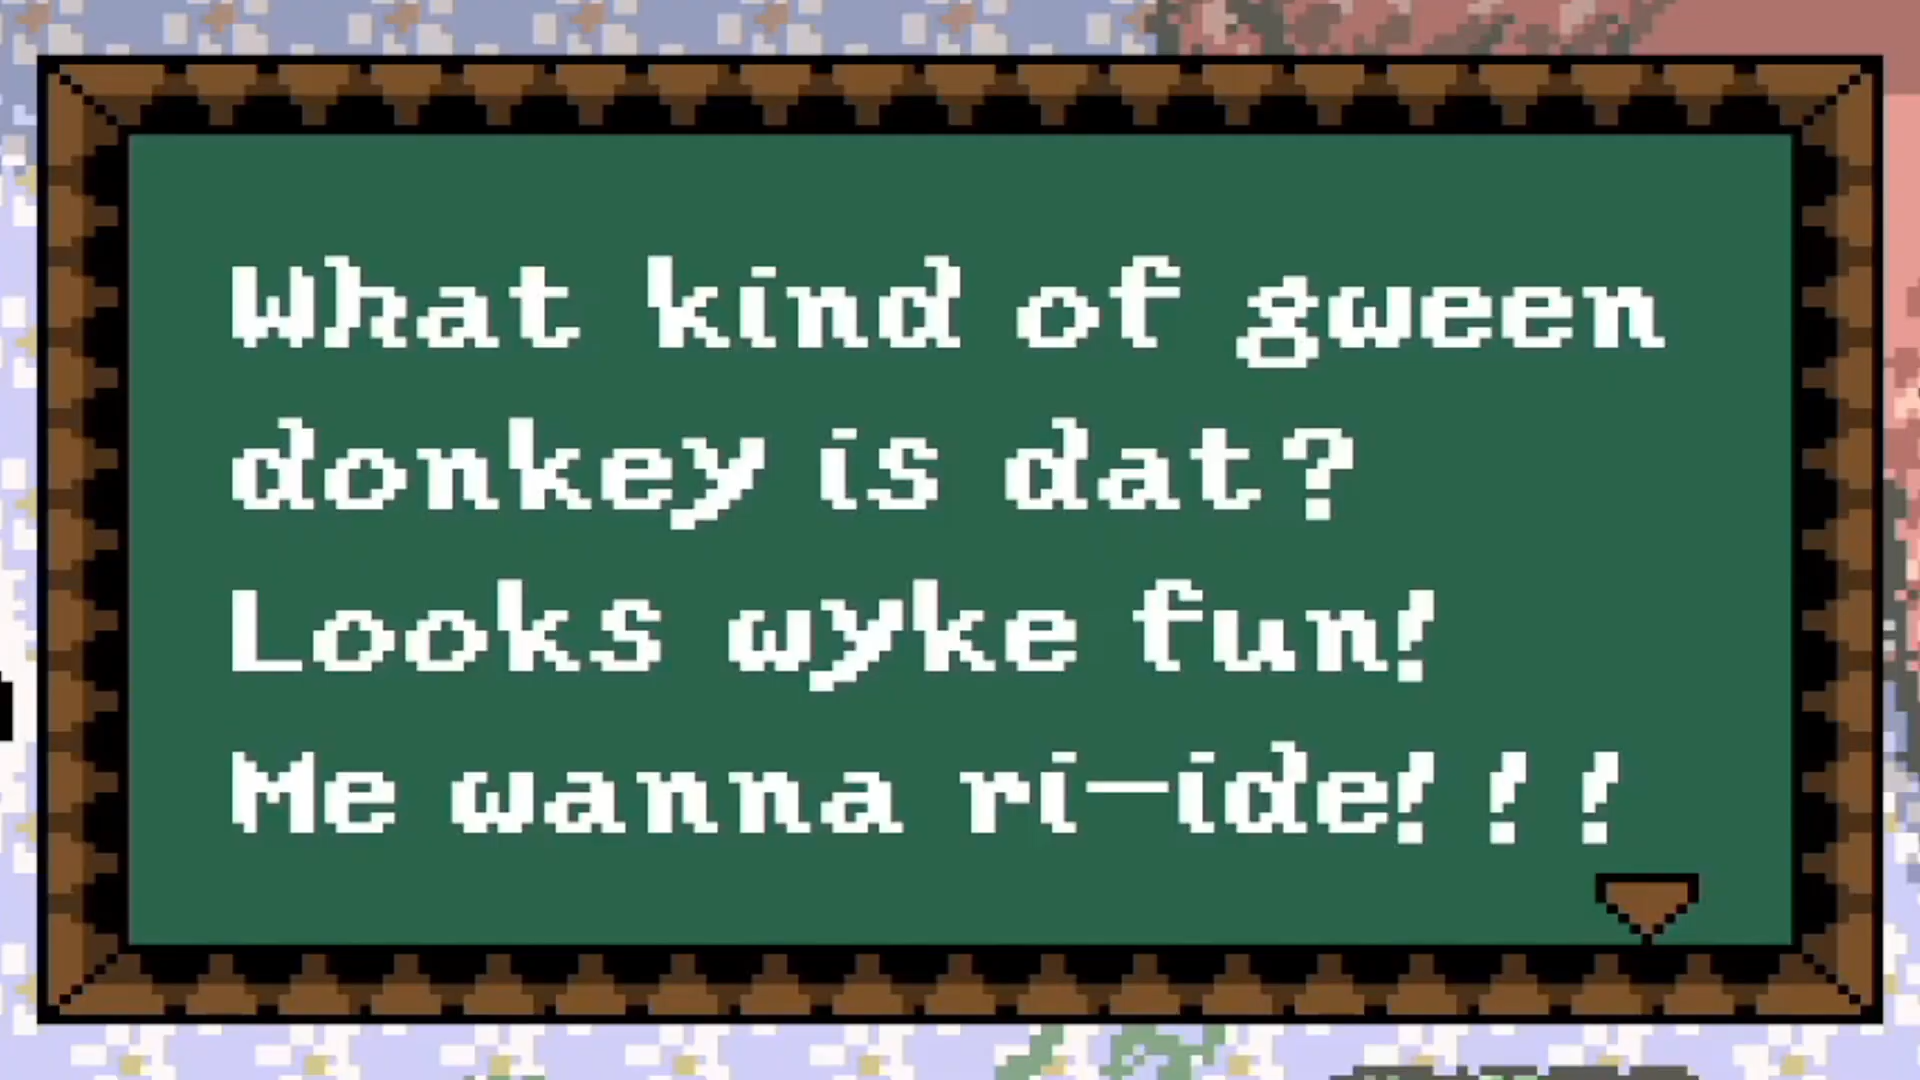 What kind of gween
donkey is dat?
Looks wyke fun!
Me wanna ri—ide!!!